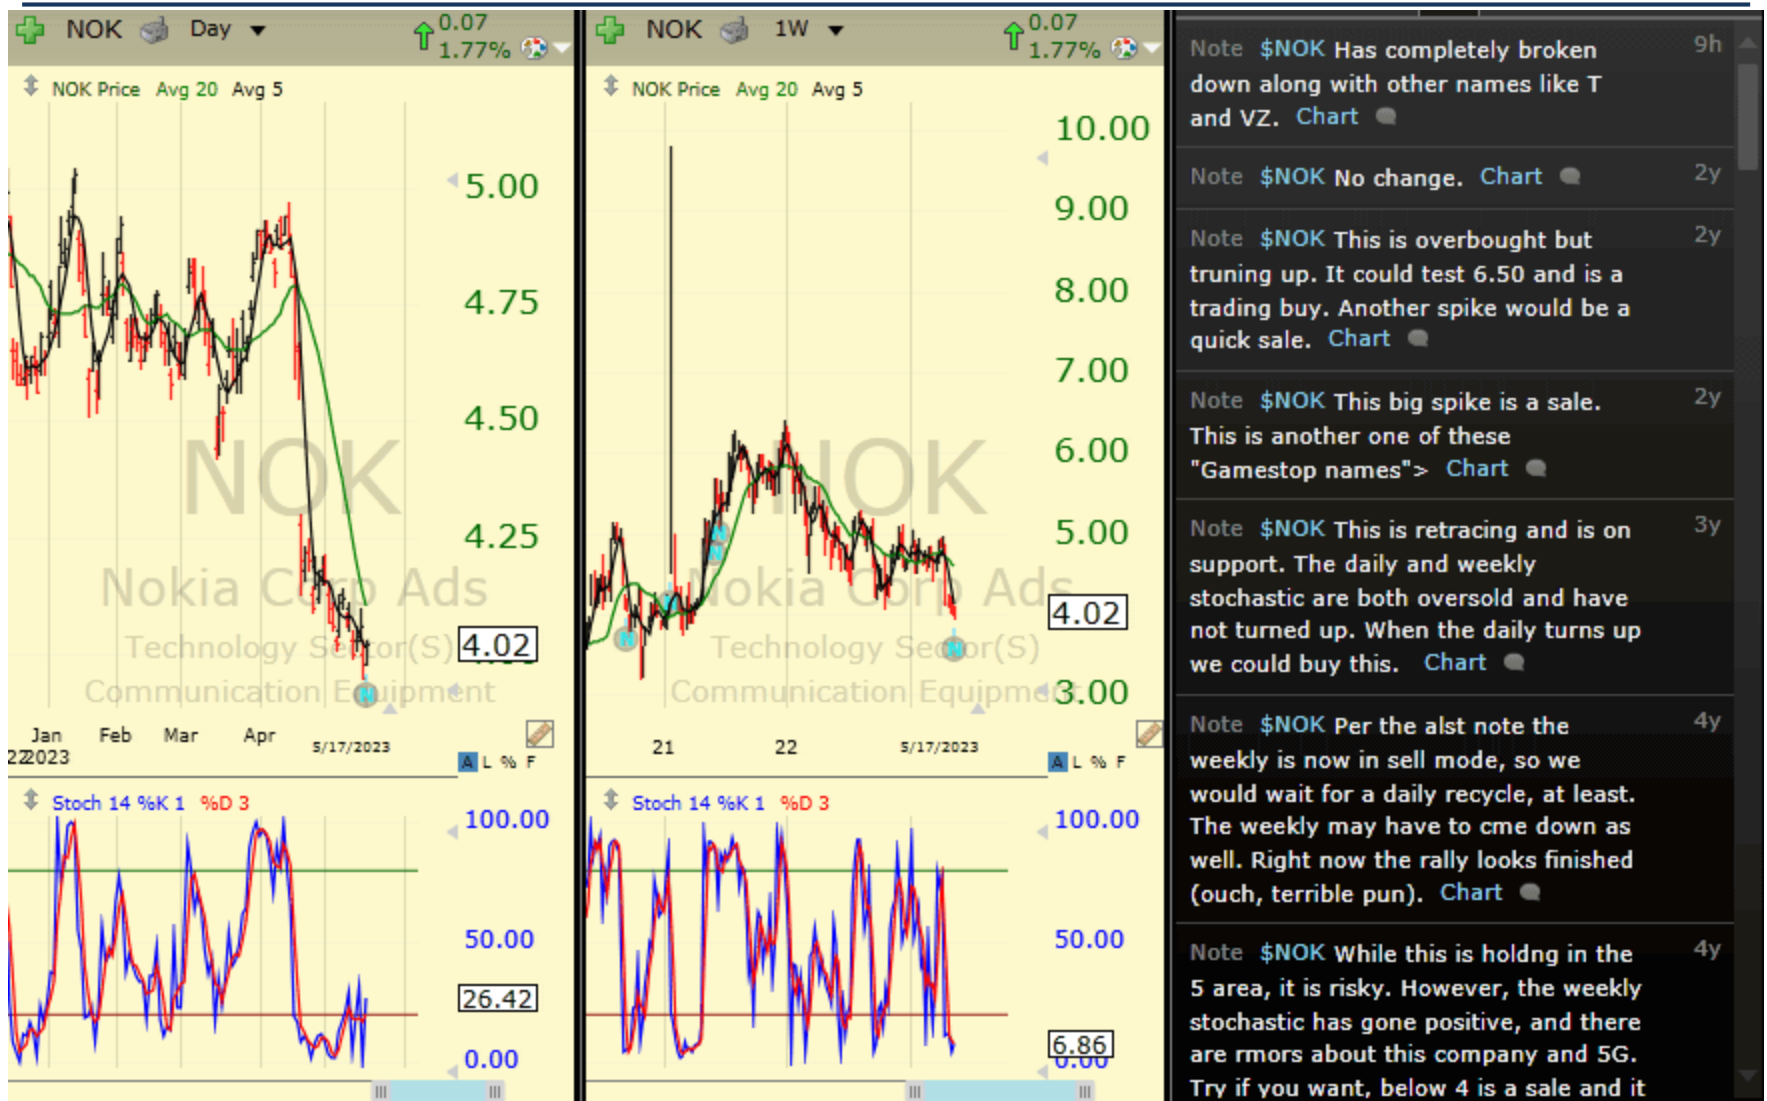 NOK Day
0.07
1.77%
NOK Price Avg 20 Avg 5
5.00
4.75
4.50
4.25
4.02
NOK
Nokia Corp Ads
Technology Sector(S)
Communication Equipment
Jan Feb Mar Apr 5/17/2023
2023
A L % F
Stoch 14 %K 1 %D 3
100.00
50.00
26.42
0.00
NOK 1W
0.07
1.77%
NOK Price Avg 20 Avg 5
10.00
9.00
8.00
7.00
6.00
5.00
4.02
3.00
NOK
Nokia Corp Ads
Technology Sector(S)
Communication Equipment
21 22 5/17/2023
A L % F
Stoch 14 %K 1 %D 3
100.00
50.00
6.86
0.00
Note $NOK Has completely broken 9h
down along with other names like T
and VZ. Chart
Note $NOK No change. Chart 2y
Note $NOK This is overbought but 2y
truning up. It could test 6.50 and is a
trading buy. Another spike would be a
quick sale. Chart
Note $NOK This big spike is a sale. 2y
This is another one of these
"Gamestop names"> Chart
Note $NOK This is retracing and is on 3y
support. The daily and weekly
stochastic are both oversold and have
not turned up. When the daily turns up
we could buy this. Chart
Note $NOK Per the alst note the 4y
weekly is now in sell mode, so we
would wait for a daily recycle, at least.
The weekly may have to cme down as
well. Right now the rally looks finished
(ouch, terrible pun). Chart
Note $NOK While this is holdng in the 4y
5 area, it is risky. However, the weekly
stochastic has gone positive, and there
are rmors about this company and 5G.
Try if you want, below 4 is a sale and it